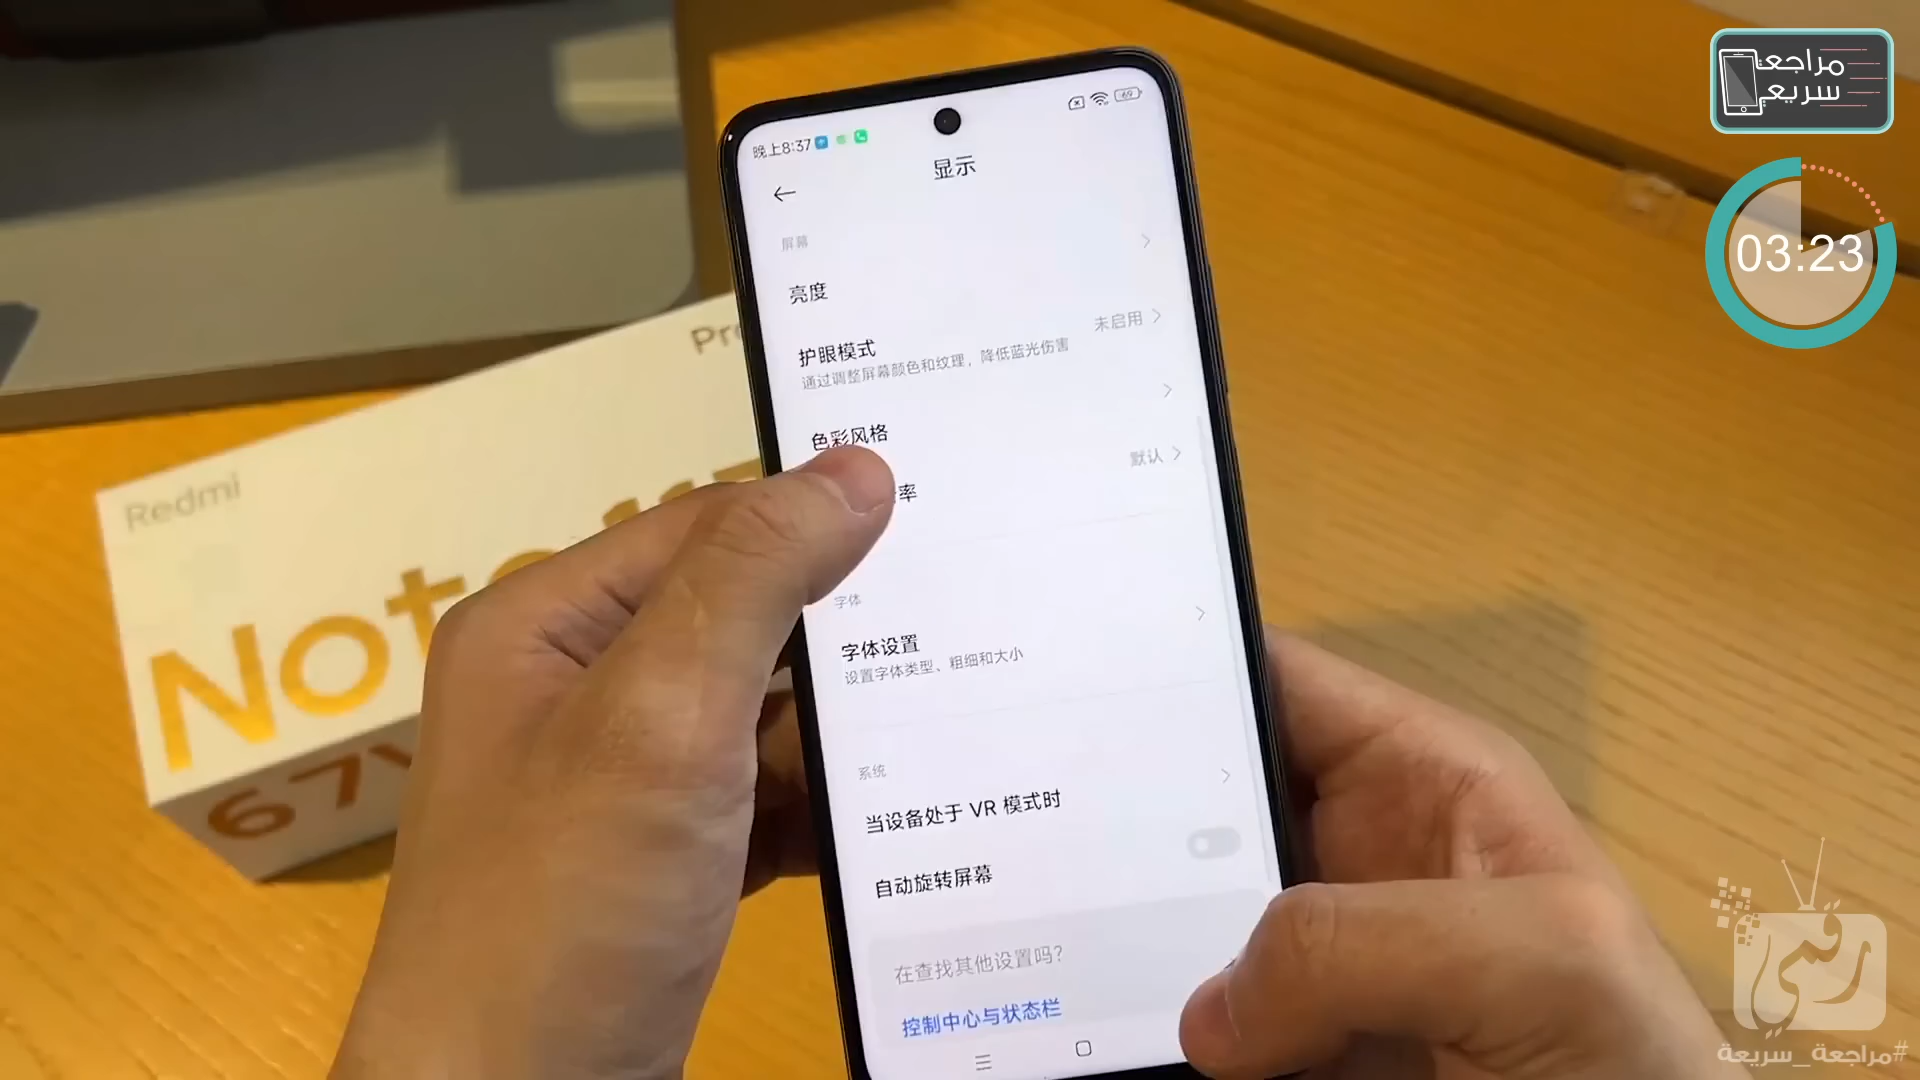 مراجعة
سريعة
03:23
晚上8:37
69
显示
屏幕
亮度
护眼模式
通过调整屏幕颜色和纹理，降低蓝光伤害
未启用
色彩风格
率
默认
字体
字体设置
设置字体类型、粗细和大小
系统
当设备处于 VR 模式时
自动旋转屏幕
在查找其他设置吗？
控制中心与状态栏
Redmi
Note
67
رقمي
#مراجعة_سريعة